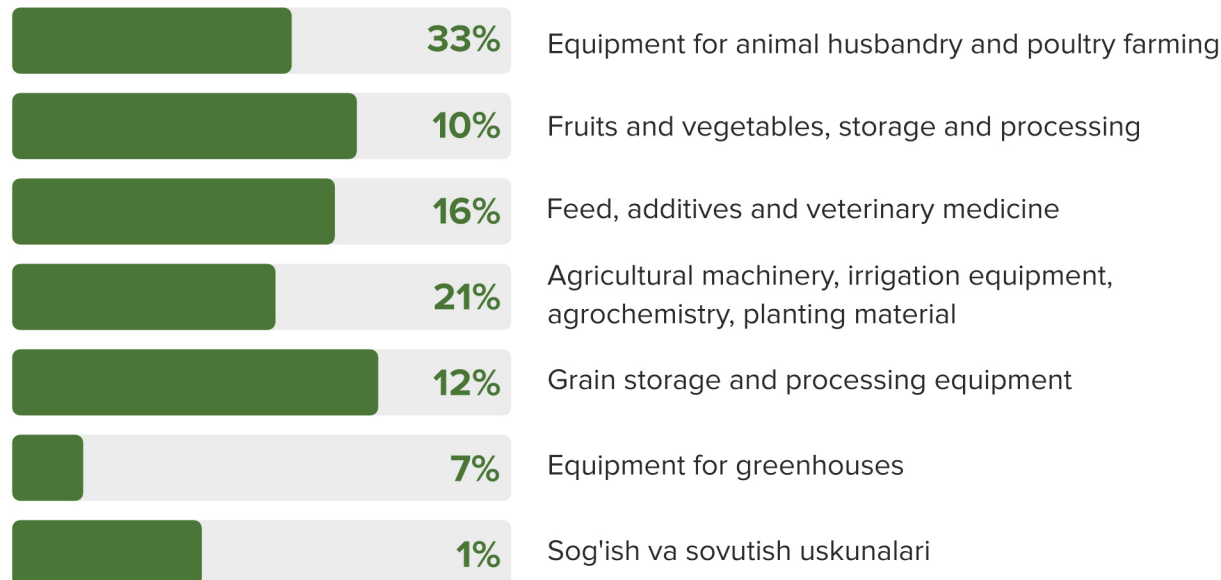 33% Equipment for animal husbandry and poultry farming
10% Fruits and vegetables, storage and processing
16% Feed, additives and veterinary medicine
21% Agricultural machinery, irrigation equipment,
agrochemistry, planting material
12% Grain storage and processing equipment
7% Equipment for greenhouses
1% Sog'ish va sovutish uskunalari